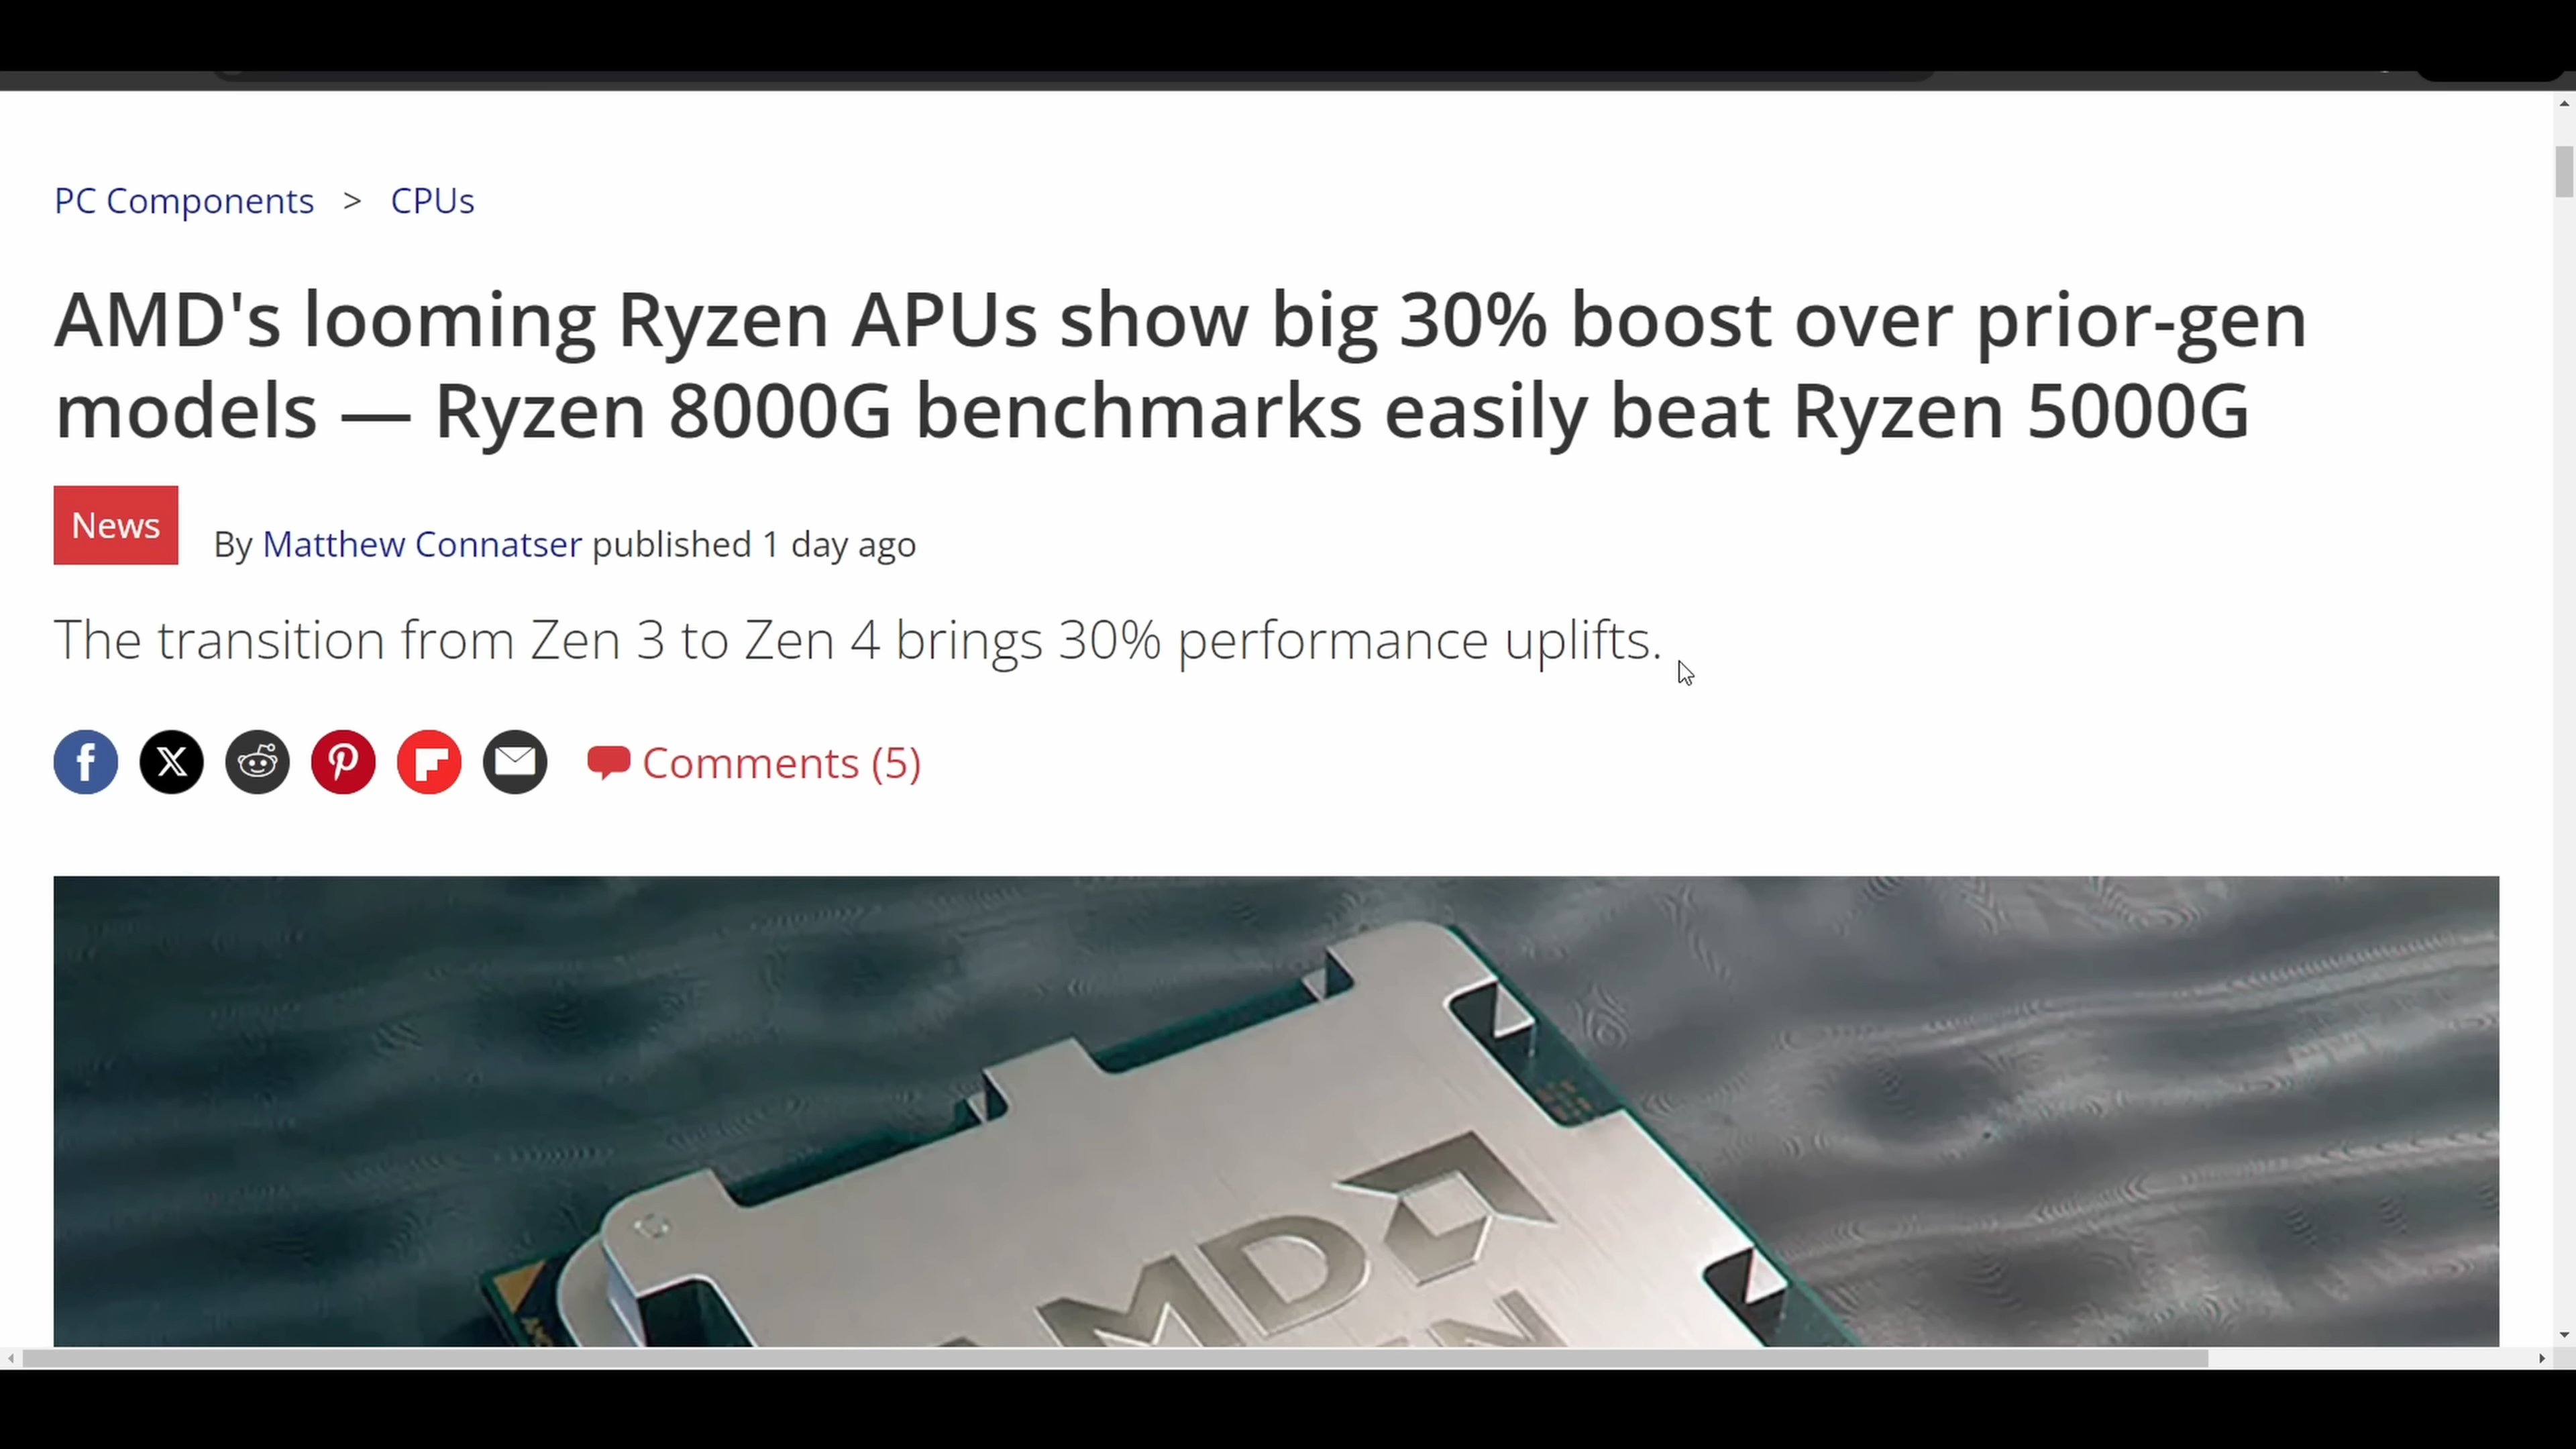 PC Components > CPUs
AMD's looming Ryzen APUs show big 30% boost over prior-gen
models — Ryzen 8000G benchmarks easily beat Ryzen 5000G
News
By Matthew Connatser published 1 day ago
The transition from Zen 3 to Zen 4 brings 30% performance uplifts.
Comments (5)
AMD